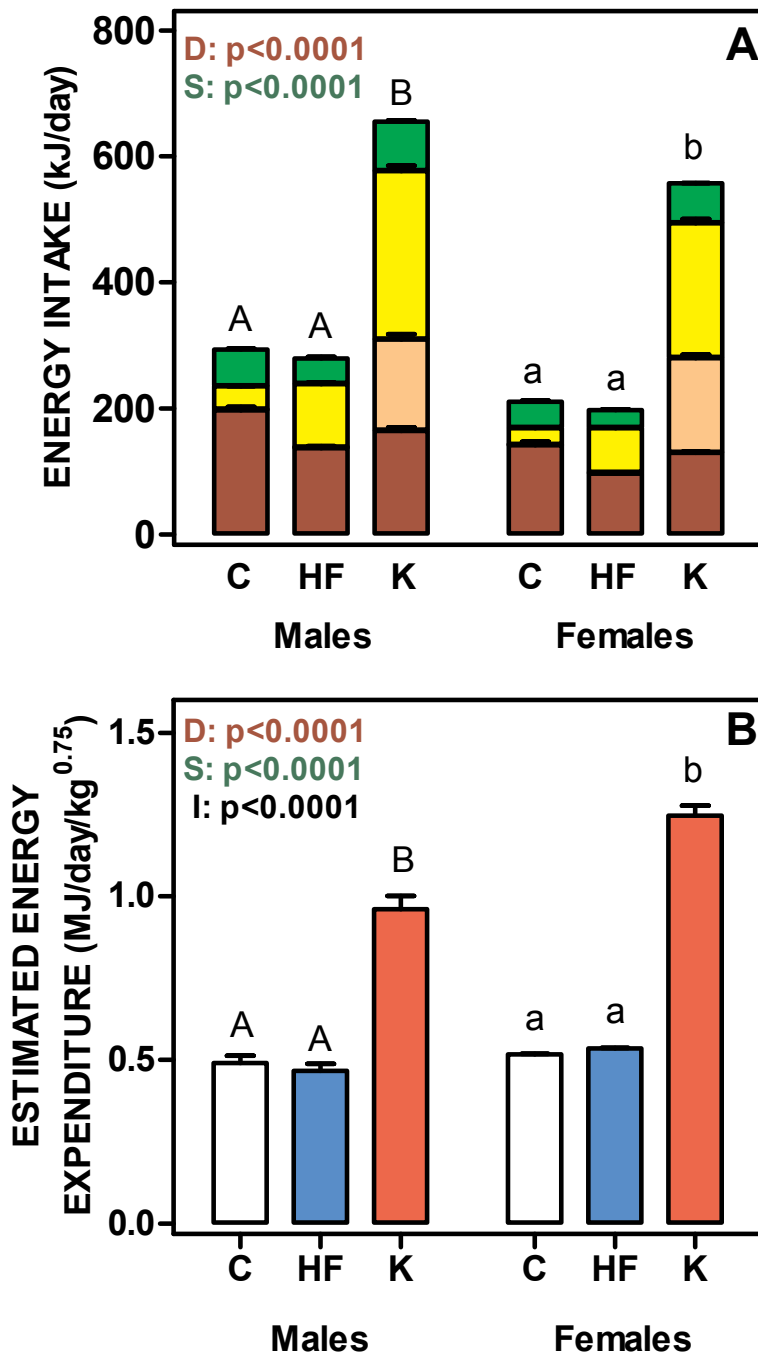 A
D: p<0.0001
S: p<0.0001
ENERGY INTAKE (kJ/day)
800
600
400
200
0
A
A
B
a
a
b
C HF K C HF K
Males Females
B
D: p<0.0001
S: p<0.0001
I: p<0.0001
ESTIMATED ENERGY
EXPENDITURE (MJ/day/kg^0.75)
1.5
1.0
0.5
0.0
A
A
B
a
a
b
C HF K C HF K
Males Females